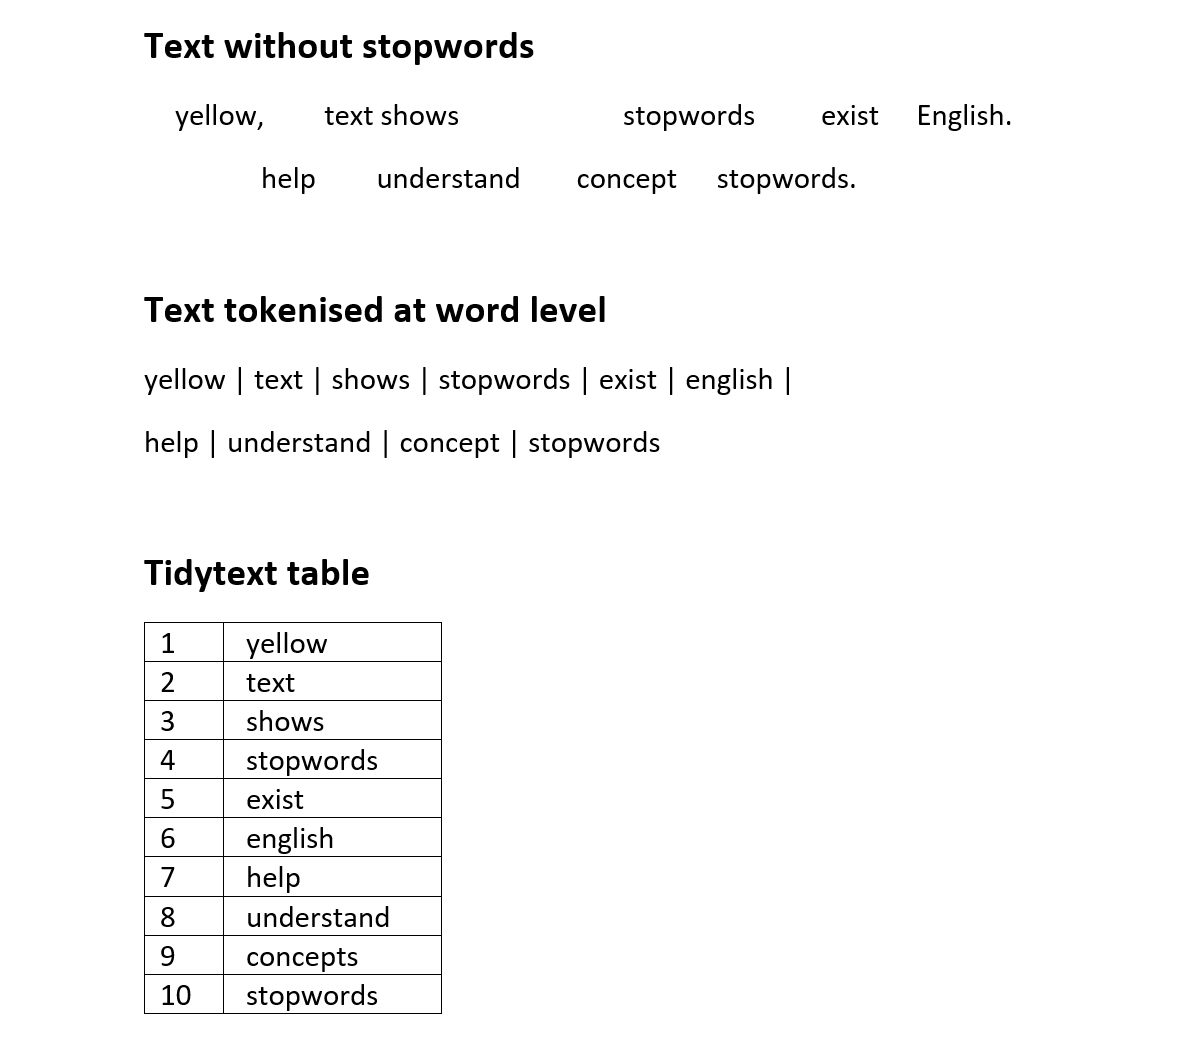 Text without stopwords
yellow, text shows stopwords exist English.
help understand concept stopwords.
Text tokenised at word level
yellow | text | shows | stopwords | exist | english |
help | understand | concept | stopwords
Tidytext table
1 yellow
2 text
3 shows
4 stopwords
5 exist
6 english
7 help
8 understand
9 concepts
10 stopwords